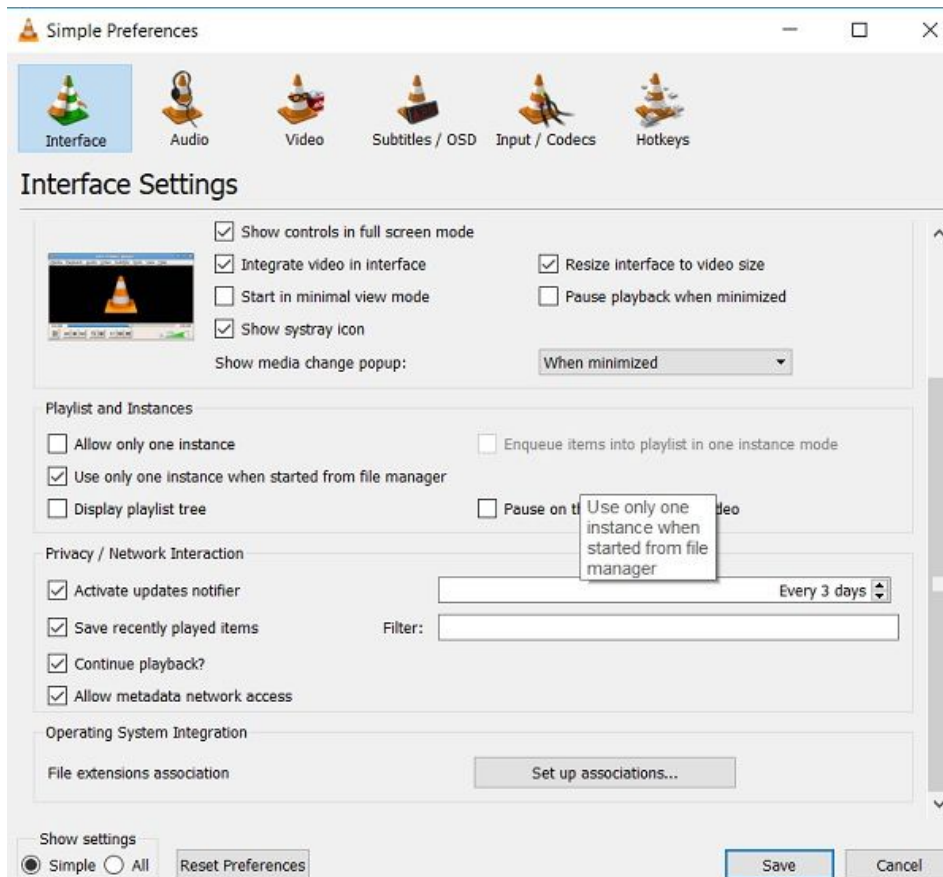 Simple Preferences
Interface
Audio
Video
Subtitles / OSD
Input / Codecs
Hotkeys
Interface Settings
Show controls in full screen mode
Integrate video in interface
Resize interface to video size
Start in minimal view mode
Pause playback when minimized
Show systray icon
Show media change popup:
When minimized
Playlist and Instances
Allow only one instance
Enqueue items into playlist in one instance mode
Use only one instance when started from file manager
Display playlist tree
Pause on
Use only one
instance when
started from file
manager
Privacy / Network Interaction
Activate updates notifier
Every 3 days
Save recently played items
Filter:
Continue playback?
Allow metadata network access
Operating System Integration
File extensions association
Set up associations...
Show settings
Simple
All
Reset Preferences
Save
Cancel